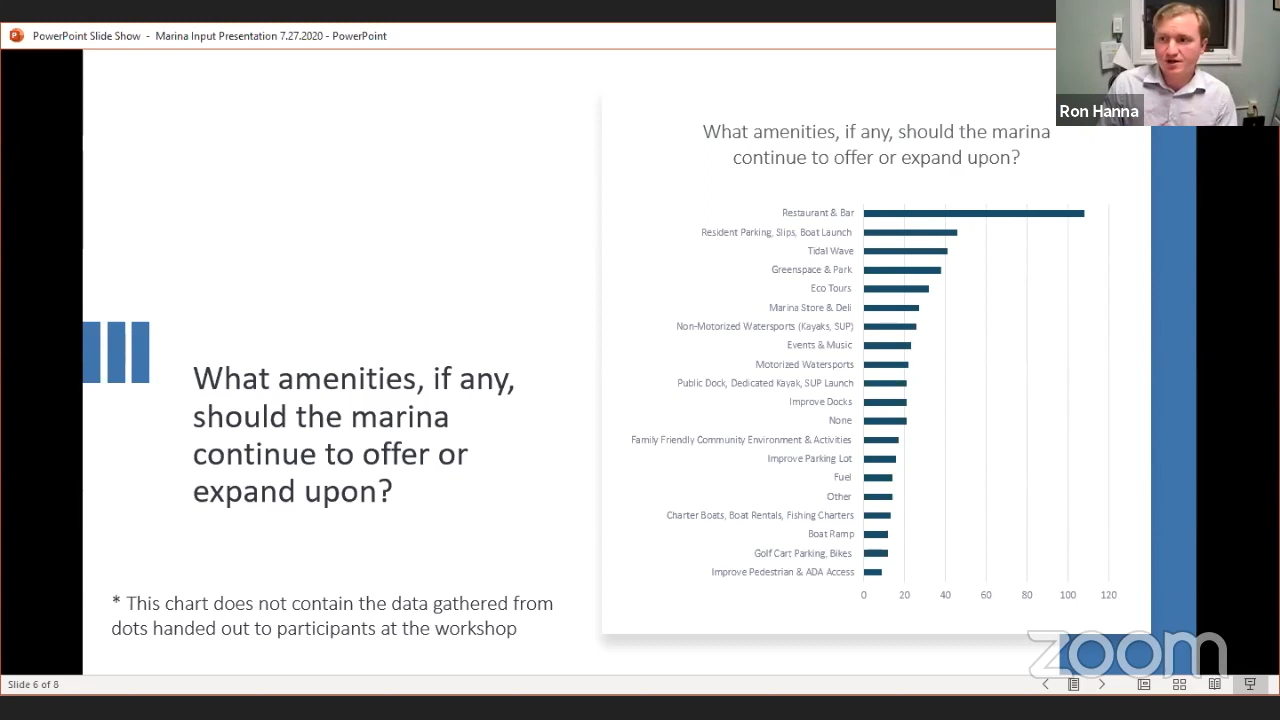 PowerPoint Slide Show - Marina Input Presentation 7.27.2020 - PowerPoint
Ron Hanna
What amenities, if any,
should the marina
continue to offer or
expand upon?
* This chart does not contain the data gathered from
dots handed out to participants at the workshop
What amenities, if any, should the marina
continue to offer or expand upon?
Restaurant & Bar
Resident Parking, Slips, Boat Launch
Tidal Wave
Greenspace & Park
Eco Tours
Marina Store & Deli
Non-Motorized Watersports (Kayaks, SUP)
Events & Music
Motorized Watersports
Public Dock, Dedicated Kayak, SUP Launch
Improve Docks
None
Family Friendly Community Environment & Activities
Improve Parking Lot
Fuel
Other
Charter Boats, Boat Rentals, Fishing Charters
Boat Ramp
Golf Cart Parking, Bikes
Improve Pedestrian & ADA Access
0 20 40 60 80 100 120
zoom
Slide 6 of 8